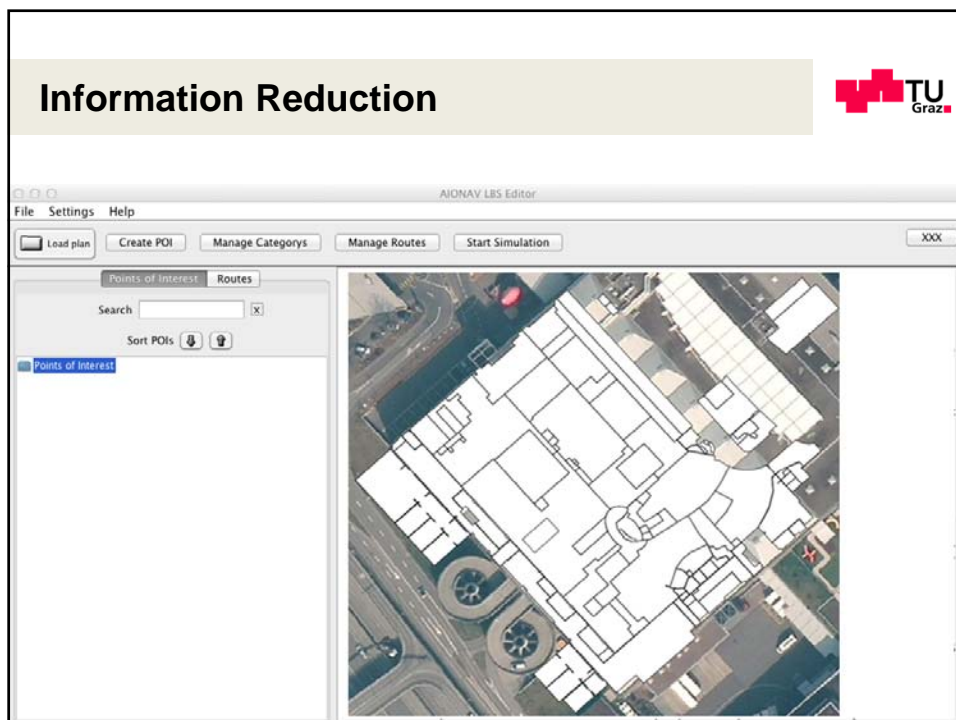 Information Reduction
TU
Graz
AIONAV LBS Editor
File Settings Help
Load plan Create POI Manage Categorys Manage Routes Start Simulation XXX
Points of Interest Routes
Search x
Sort POIs
Points of Interest